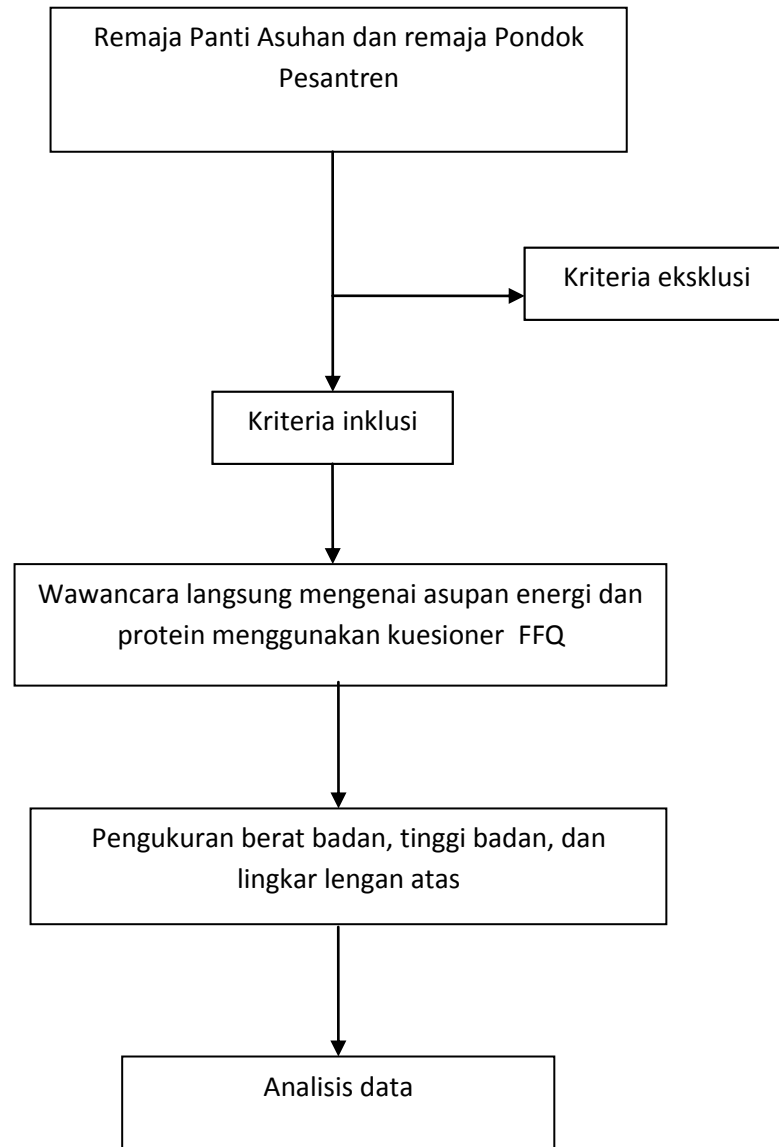 Remaja Panti Asuhan dan remaja Pondok
Pesantren
Kriteria eksklusi
Kriteria inklusi
Wawancara langsung mengenai asupan energi dan
protein menggunakan kuesioner  FFQ
Pengukuran berat badan, tinggi badan, dan
lingkar lengan atas
Analisis data